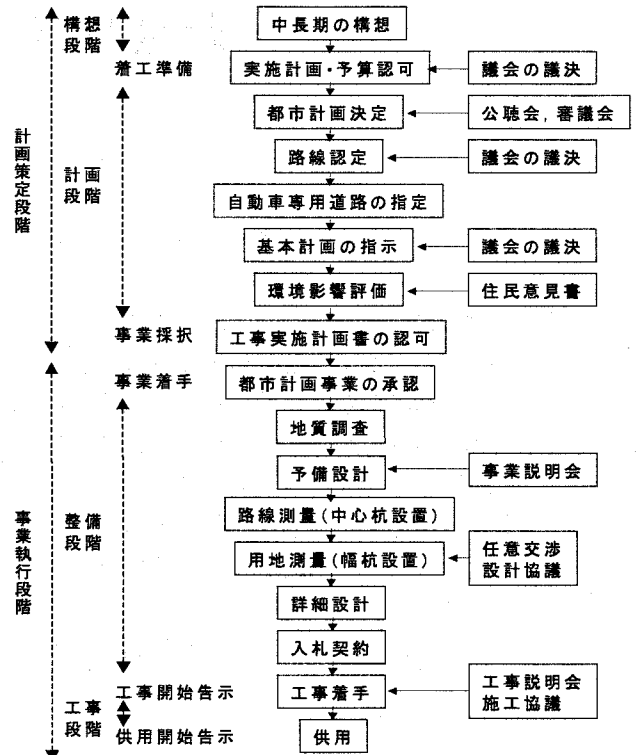 構想段階
中長期の構想
着工準備
実施計画・予算認可
議会の議決
都市計画決定
公聴会,審議会
計画策定段階
計画段階
路線認定
議会の議決
自動車専用道路の指定
基本計画の指示
議会の議決
環境影響評価
住民意見書
事業採択
工事実施計画書の認可
事業着手
都市計画事業の承認
地質調査
予備設計
事業説明会
事業執行段階
整備段階
路線測量(中心杭設置)
用地測量(幅杭設置)
任意交渉
設計協議
詳細設計
入札契約
工事開始告示
工事着手
工事説明会
施工協議
工事段階
供用開始告示
供用